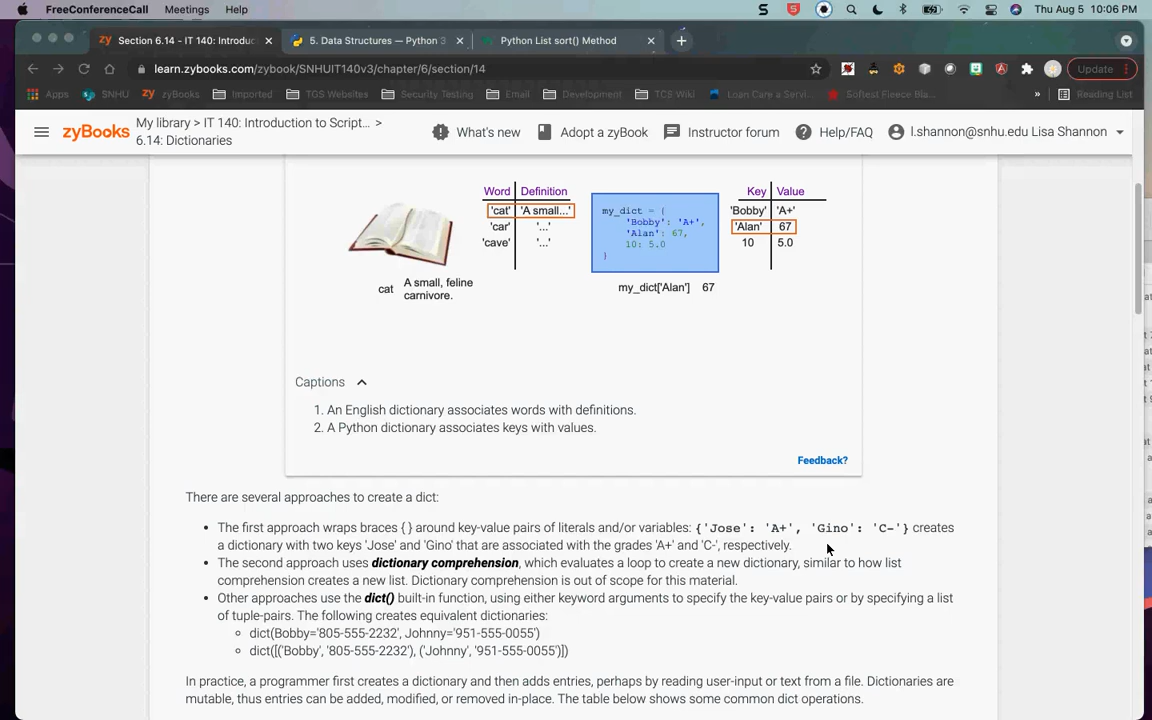 FreeConferenceCall Meetings Help Thu Aug 5 10:06 PM
zy Section 6.14 - IT 140: Introduc × 5. Data Structures — Python 3 × Python List sort() Method × +
learn.zybooks.com/zybook/SNHUIT140v3/chapter/6/section/14 Update
Apps SNHU zy zyBooks Imported TGS Websites Security Testing Email Development TCS Wiki Loan Care a Servi... Softest Fleece Bla... » Reading List
zyBooks My library > IT 140: Introduction to Script... > What's new Adopt a zyBook Instructor forum Help/FAQ l.shannon@snhu.edu Lisa Shannon
6.14: Dictionaries
Word Definition
'cat' 'A small...'
'car' '...'
'cave' '...'
cat A small, feline
carnivore.
my_dict = {
'Bobby': 'A+',
'Alan': 67,
10: 5.0
}
my_dict['Alan'] 67
Key Value
'Bobby' 'A+'
'Alan' 67
10 5.0
Captions
1. An English dictionary associates words with definitions.
2. A Python dictionary associates keys with values.
Feedback?
There are several approaches to create a dict:
• The first approach wraps braces { } around key-value pairs of literals and/or variables: {'Jose': 'A+', 'Gino': 'C-'} creates
a dictionary with two keys 'Jose' and 'Gino' that are associated with the grades 'A+' and 'C-', respectively.
• The second approach uses dictionary comprehension, which evaluates a loop to create a new dictionary, similar to how list
comprehension creates a new list. Dictionary comprehension is out of scope for this material.
• Other approaches use the dict() built-in function, using either keyword arguments to specify the key-value pairs or by specifying a list
of tuple-pairs. The following creates equivalent dictionaries:
◦ dict(Bobby='805-555-2232', Johnny='951-555-0055')
◦ dict([('Bobby', '805-555-2232'), ('Johnny', '951-555-0055')])
In practice, a programmer first creates a dictionary and then adds entries, perhaps by reading user-input or text from a file. Dictionaries are
mutable, thus entries can be added, modified, or removed in-place. The table below shows some common dict operations.